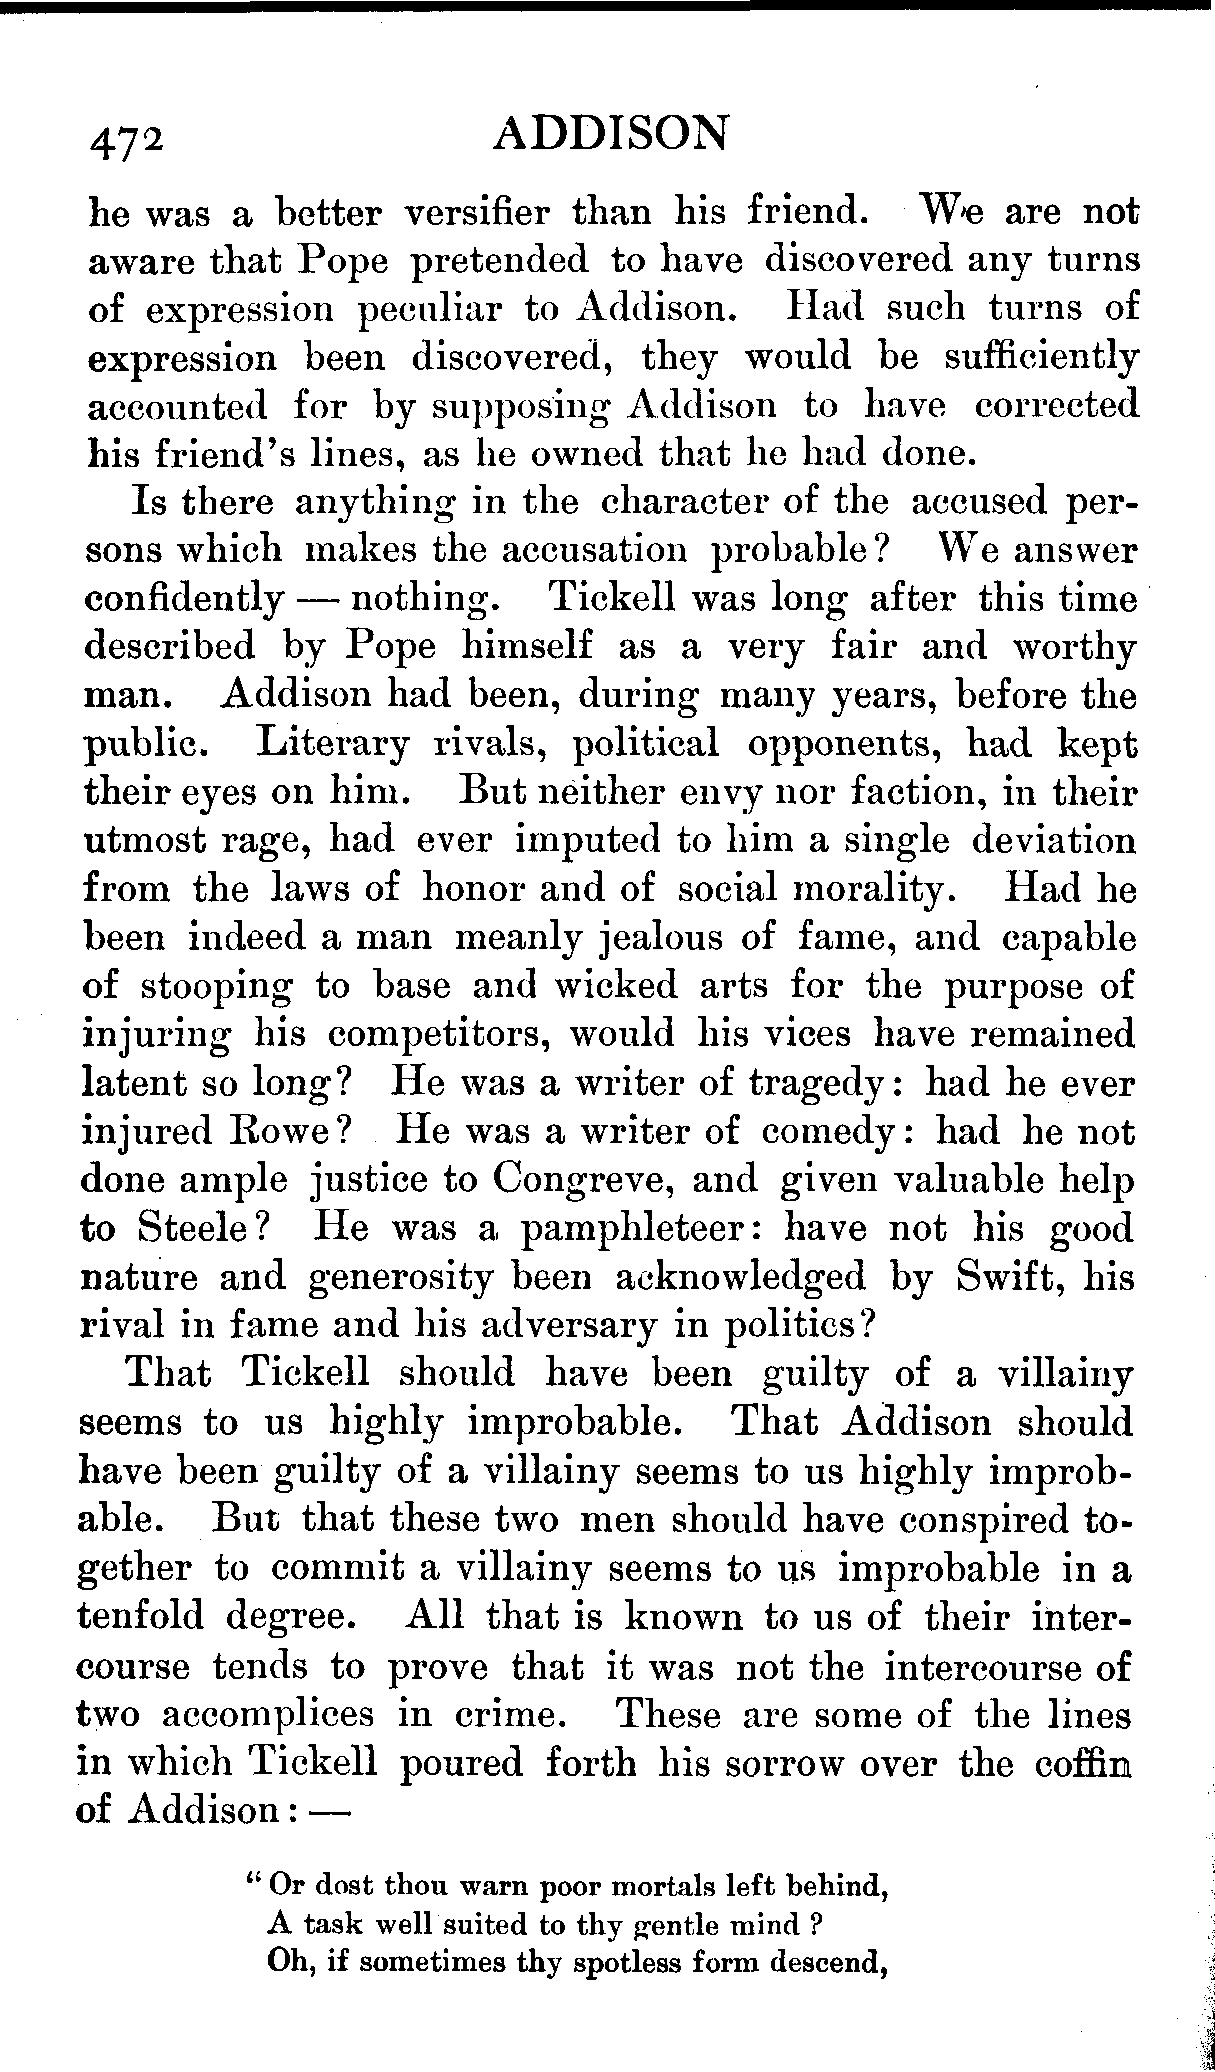 472 ADDISON
he was a better versifier than his friend. We are not
aware that Pope pretended to have discovered any turns
of expression peculiar to Addison. Had such turns of
expression been discovered, they would be sufficiently
accounted for by supposing Addison to have corrected
his friend's lines, as he owned that he had done.
Is there anything in the character of the accused per-
sons which makes the accusation probable? We answer
confidently — nothing. Tickell was long after this time
described by Pope himself as a very fair and worthy
man. Addison had been, during many years, before the
public. Literary rivals, political opponents, had kept
their eyes on him. But neither envy nor faction, in their
utmost rage, had ever imputed to him a single deviation
from the laws of honor and of social morality. Had he
been indeed a man meanly jealous of fame, and capable
of stooping to base and wicked arts for the purpose of
injuring his competitors, would his vices have remained
latent so long? He was a writer of tragedy: had he ever
injured Rowe? He was a writer of comedy: had he not
done ample justice to Congreve, and given valuable help
to Steele? He was a pamphleteer: have not his good
nature and generosity been acknowledged by Swift, his
rival in fame and his adversary in politics?
That Tickell should have been guilty of a villainy
seems to us highly improbable. That Addison should
have been guilty of a villainy seems to us highly improb-
able. But that these two men should have conspired to-
gether to commit a villainy seems to us improbable in a
tenfold degree. All that is known to us of their inter-
course tends to prove that it was not the intercourse of
two accomplices in crime. These are some of the lines
in which Tickell poured forth his sorrow over the coffin
of Addison: —
"Or dost thou warn poor mortals left behind,
A task well suited to thy gentle mind?
Oh, if sometimes thy spotless form descend,